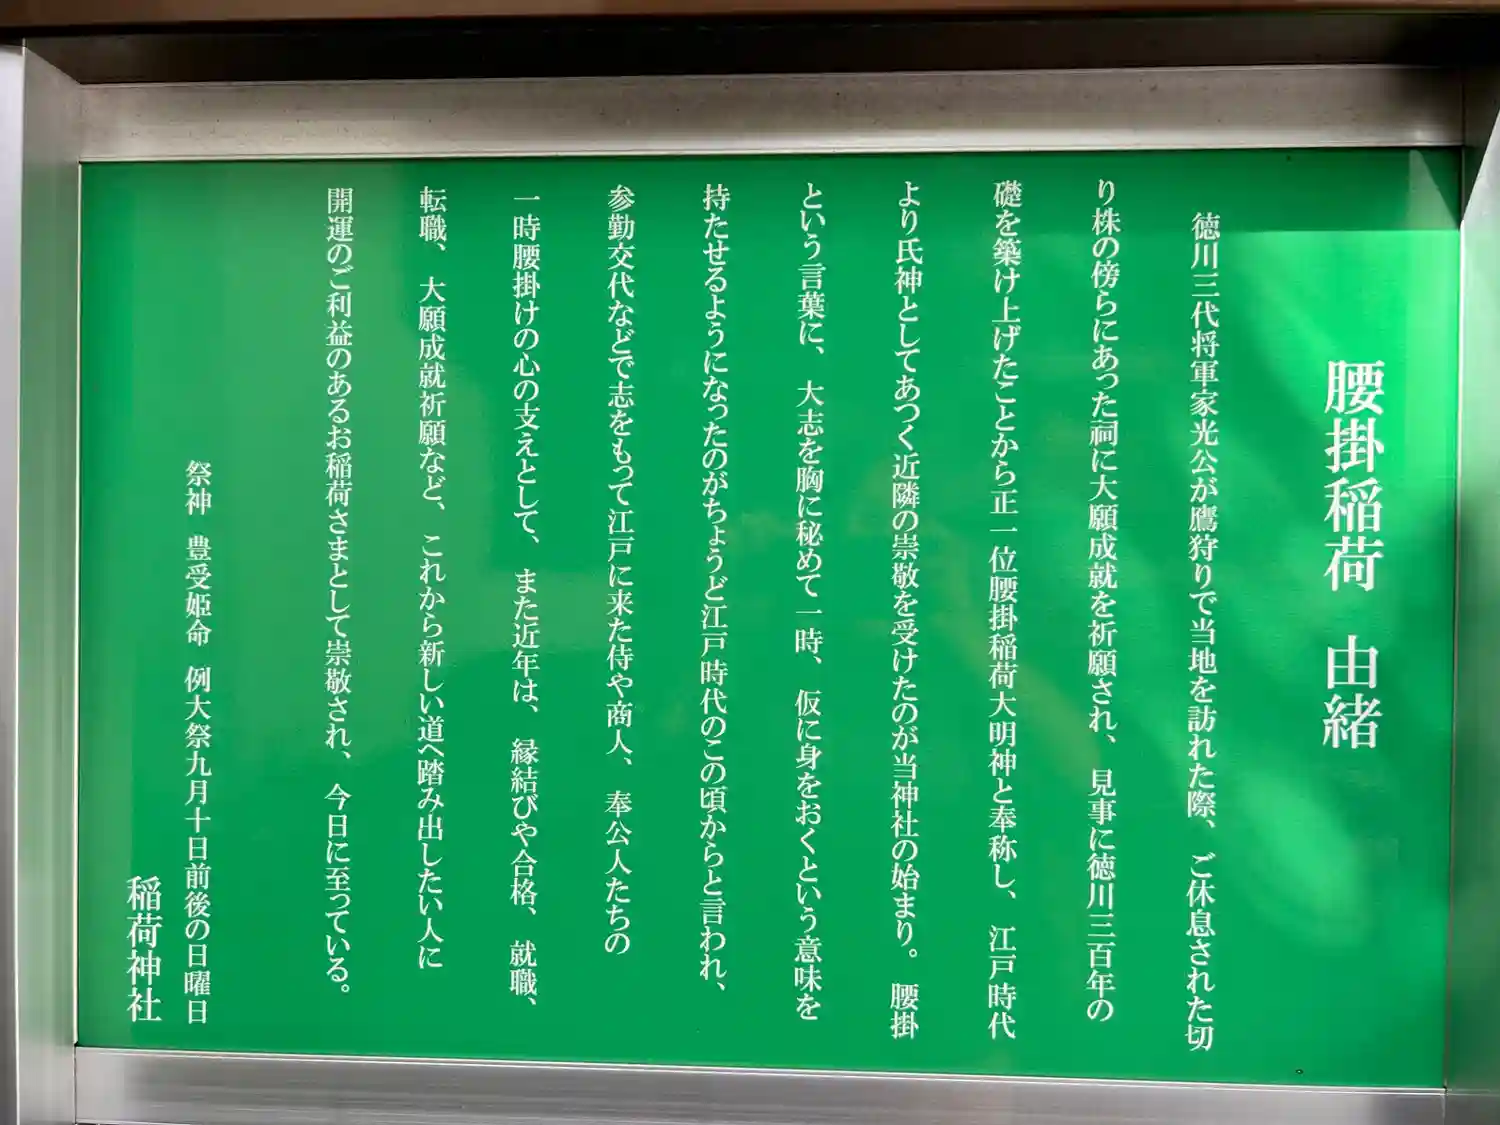 腰掛稲荷 由緒
徳川三代将軍家光公が鷹狩りで当地を訪れた際、ご休息された切
り株の傍らにあった祠に大願成就を祈願され、見事に徳川三百年の
礎を築け上げたことから正一位腰掛稲荷大明神と奉称し、江戸時代
より氏神としてあつく近隣の崇敬を受けたのが当神社の始まり。腰掛
という言葉に、大志を胸に秘めて一時、仮に身をおくという意味を
持たせるようになったのがちょうど江戸時代のこの頃からと言われ、
参勤交代などで志をもって江戸に来た侍や商人、奉公人たちの
一時腰掛けの心の支えとして、また近年は、縁結びや合格、就職、
転職、大願成就祈願など、これから新しい道へ踏み出したい人に
開運のご利益のあるお稲荷さまとして崇敬され、今日に至っている。
祭神 豊受姫命 例大祭九月十日前後の日曜日
稲荷神社